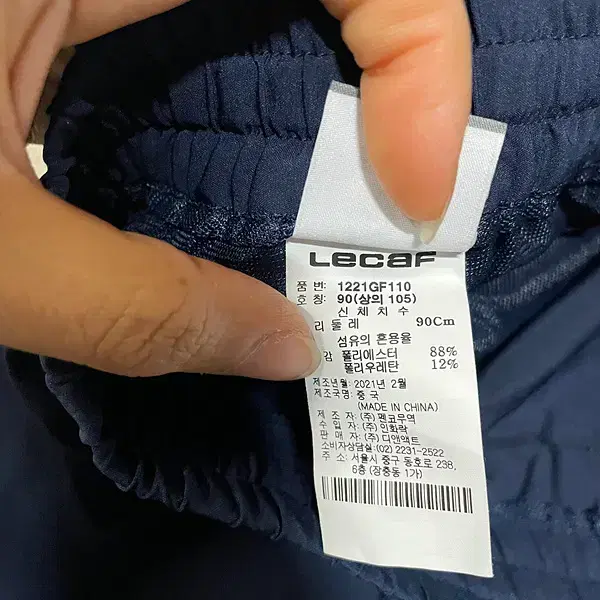 LECAF
품 번: 1221GF110
호 칭: 90(상의 105)
신 체 치 수
리 둘 레 90Cm
섬유의 혼용율
감 폴리에스터 88%
폴리우레탄 12%
제조년월: 2021년 2월
제조국명: 중 국
(MADE IN CHINA)
제 조 자: (주) 펜코무역
수 입 자: (주) 인화락
판 매 자: (주) 디앤액트
소비자상담실: (02) 2231-2522
주 소: 서울시 중구 동호로 238,
6층 (장충동 1가)